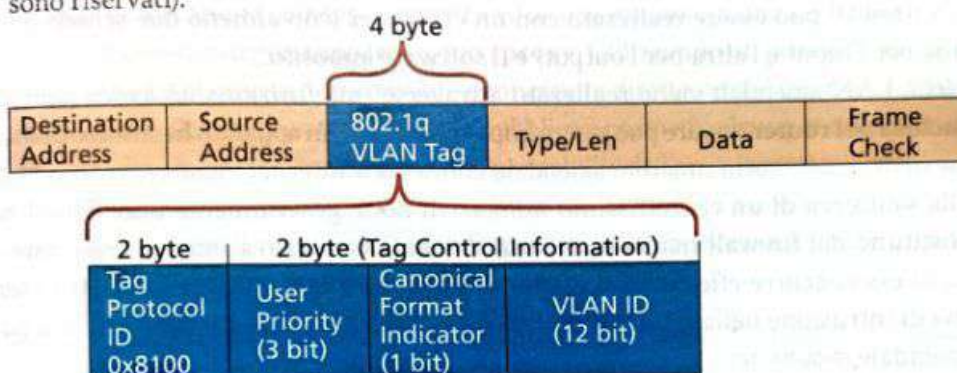 sono riservati).
4 byte
Destination Address
Source Address
802.1q VLAN Tag
Type/Len
Data
Frame Check
2 byte
2 byte (Tag Control Information)
Tag Protocol ID 0x8100
User Priority (3 bit)
Canonical Format Indicator (1 bit)
VLAN ID (12 bit)